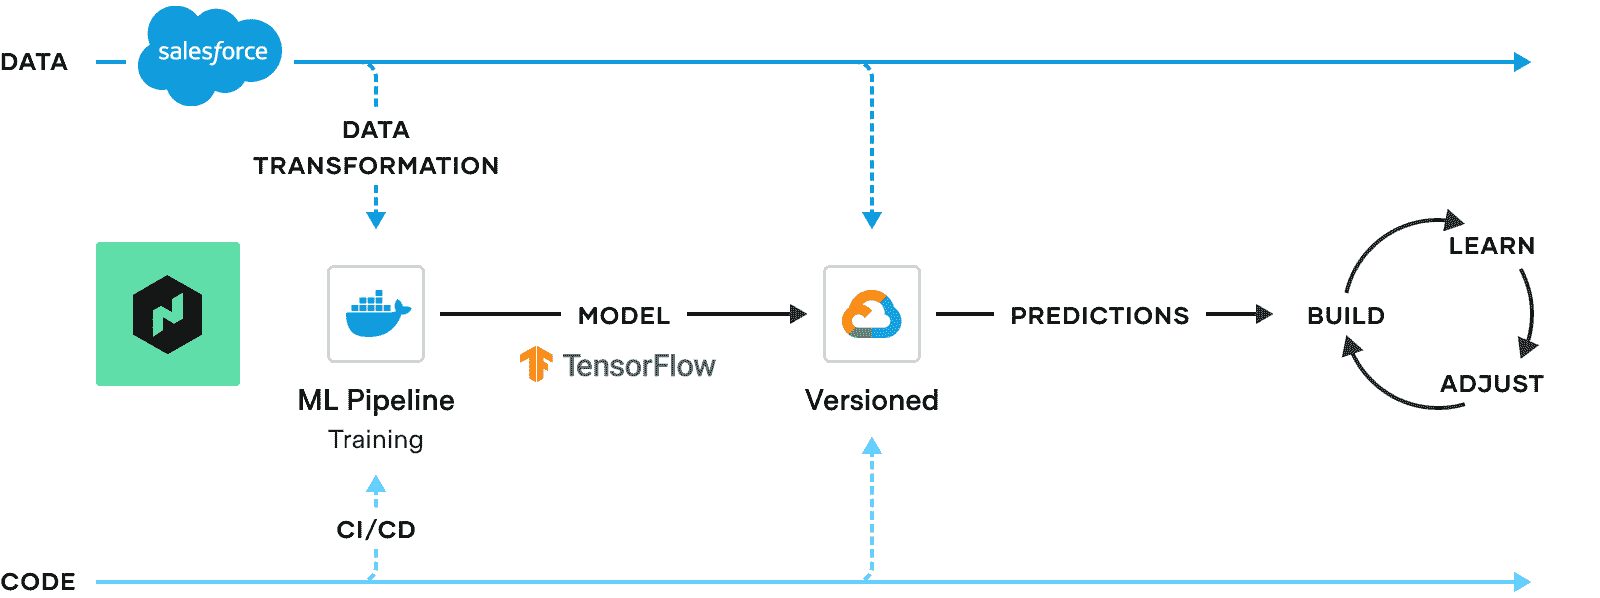 DATA
salesforce
DATA
TRANSFORMATION
MODEL
TensorFlow
ML Pipeline
Training
Versioned
PREDICTIONS
BUILD
LEARN
ADJUST
CI/CD
CODE